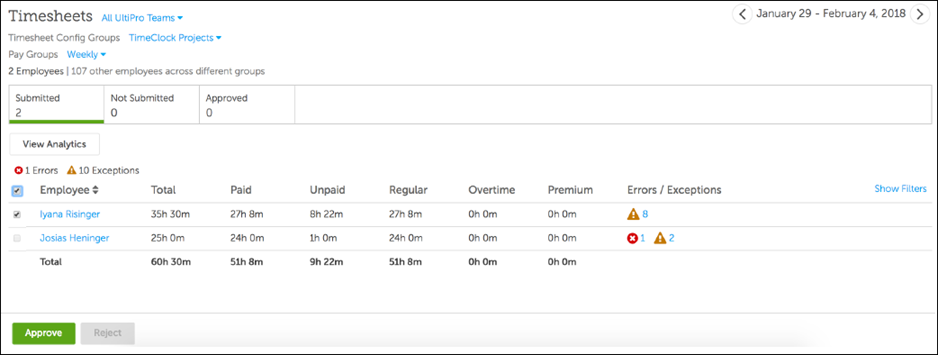 Timesheets All UltiPro Teams
January 29 - February 4, 2018
Timesheet Config Groups TimeClock Projects
Pay Groups Weekly
2 Employees | 107 other employees across different groups
Submitted Not Submitted Approved
2 0 0
View Analytics
1 Errors 10 Exceptions
Employee Total Paid Unpaid Regular Overtime Premium Errors / Exceptions Show Filters
Iyana Risinger 35h 30m 27h 8m 8h 22m 27h 8m 0h 0m 0h 0m 8
Josias Heninger 25h 0m 24h 0m 1h 0m 24h 0m 0h 0m 0h 0m 1 2
Total 60h 30m 51h 8m 9h 22m 51h 8m 0h 0m 0h 0m
Approve Reject